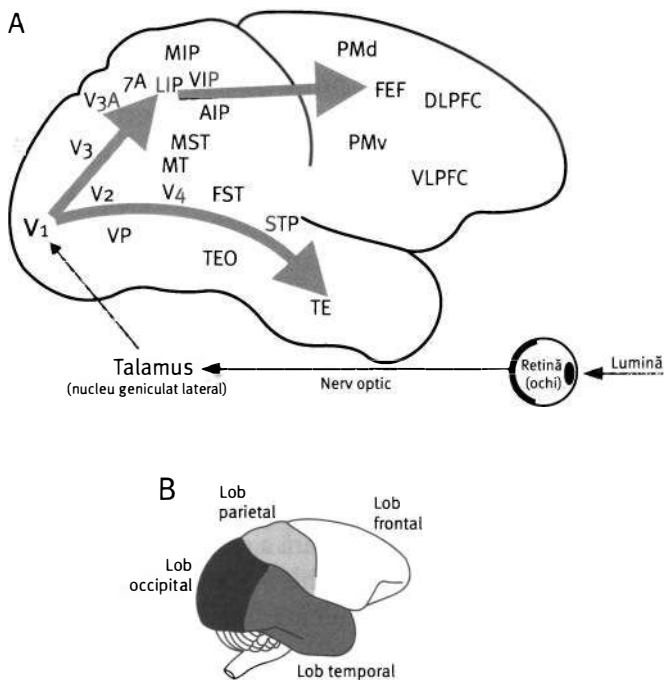 A
MIP
PMd
7A LIP VIP
FEF
V3A
DLPFC
AIP
V3
MST
PMv
MT
VLPFC
V2
V4
FST
V1
STP
VP
TEO
TE
Talamus
(nucleu geniculat lateral)
Nerv optic
Retină
(ochi)
Lumină
B
Lob
parietal
Lob
frontal
Lob
occipital
Lob temporal